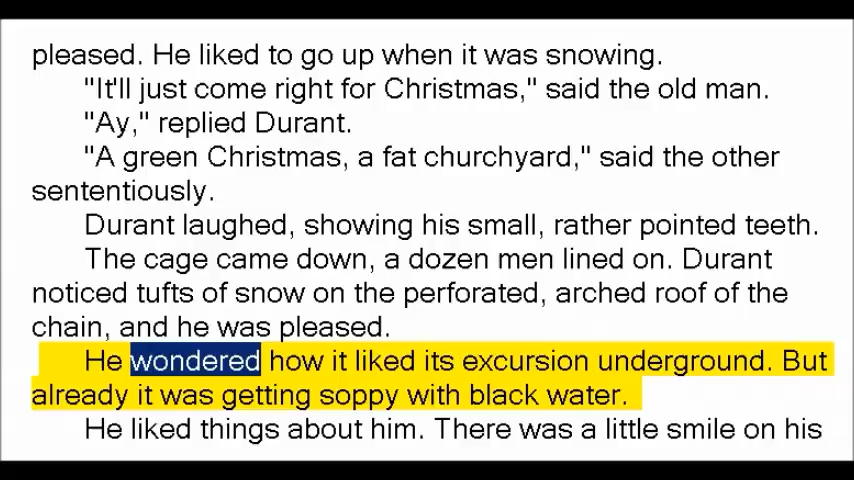 pleased. He liked to go up when it was snowing.
"It'll just come right for Christmas," said the old man.
"Ay," replied Durant.
"A green Christmas, a fat churchyard," said the other
sententiously.
Durant laughed, showing his small, rather pointed teeth.
The cage came down, a dozen men lined on. Durant
noticed tufts of snow on the perforated, arched roof of the
chain, and he was pleased.
He wondered how it liked its excursion underground. But
already it was getting soppy with black water.
He liked things about him. There was a little smile on his